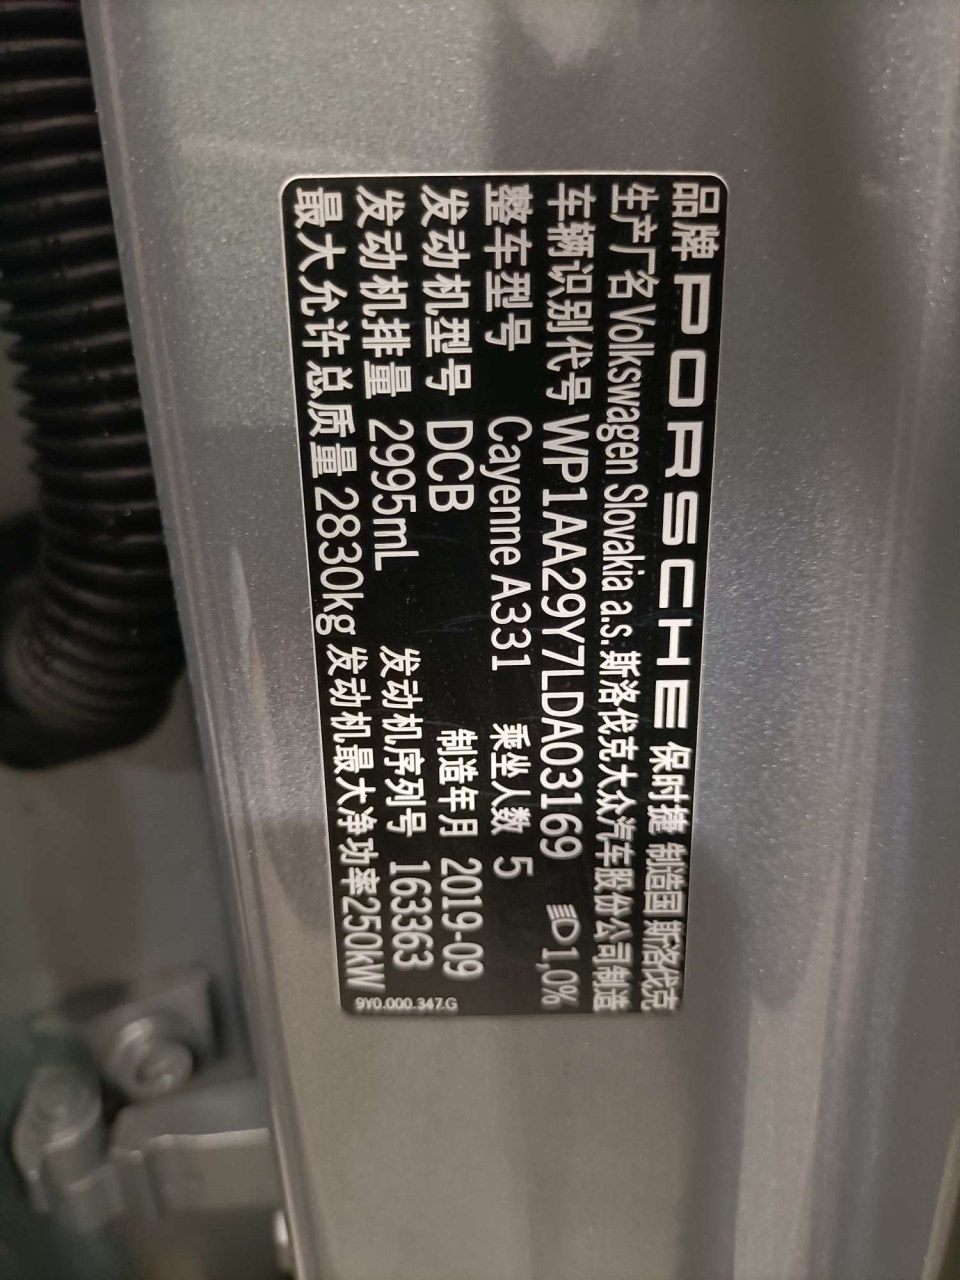 品牌 PORSCHE 保时捷 制造国 斯洛伐克
生产厂名 Volkswagen Slovakia a.s. 斯洛伐克大众汽车股份公司制造
车辆识别代号 WP1AA29Y7LDA03169 1,0%
整车型号 Cayenne A331 乘坐人数 5
发动机型号 DCB 制造年月 2019-09
发动机排量 2995mL 发动机序列号 163363
最大允许总质量 2830kg 发动机最大净功率250kW
9Y0.000.347.G